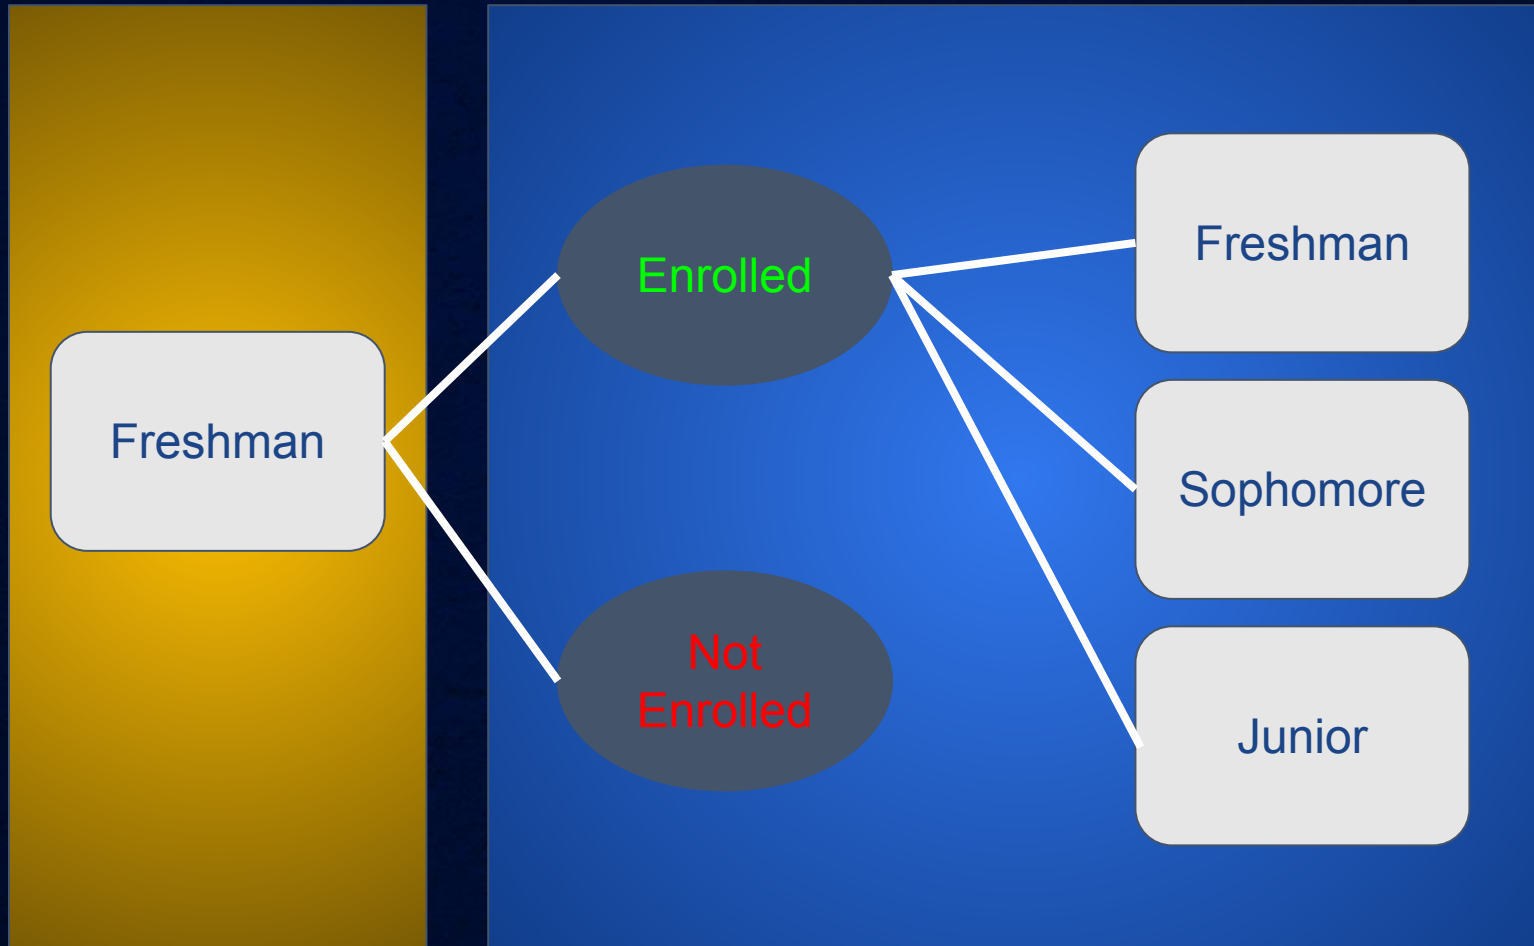 Freshman
Enrolled
Not
Enrolled
Freshman
Sophomore
Junior